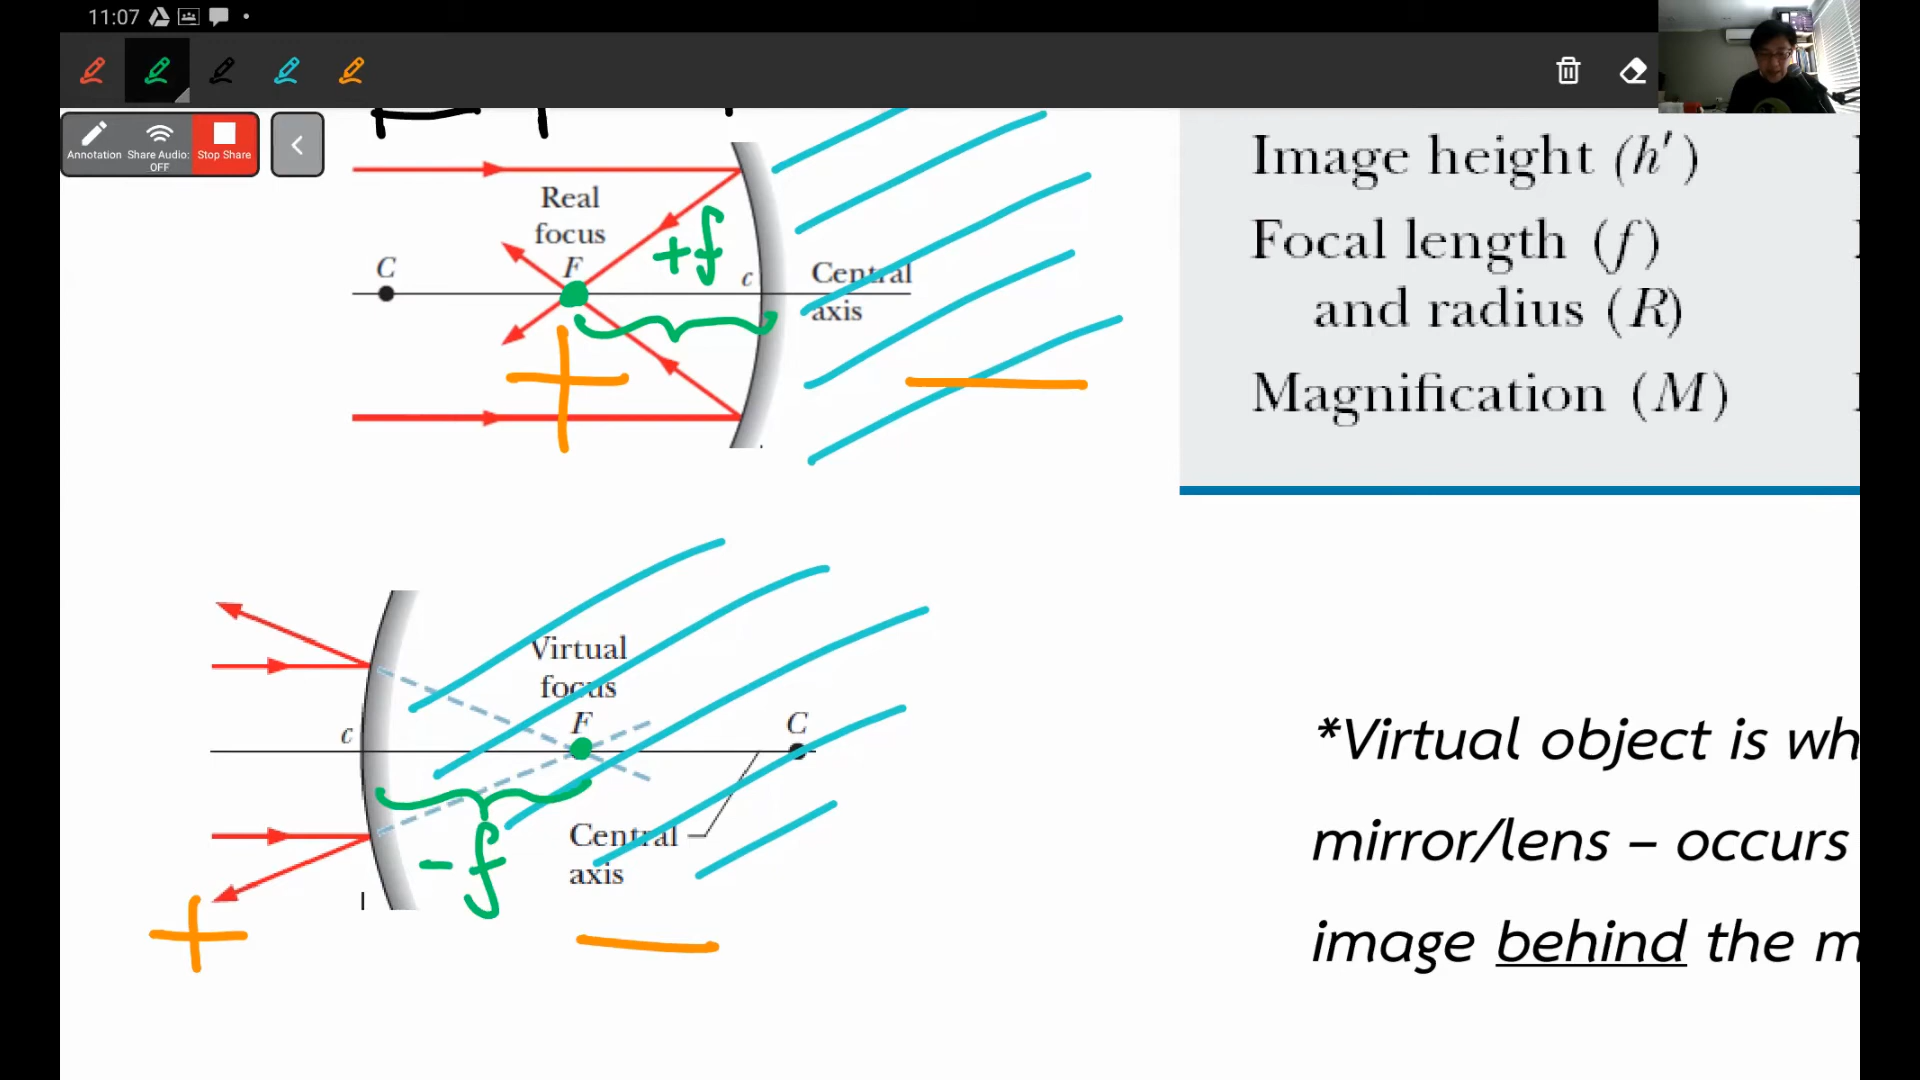 11:07
Annotation
Share Audio:
OFF
Stop Share
Real
focus
F
C
c
+f
Central
axis
+
−
Image height (h′)
Focal length (f)
and radius (R)
Magnification (M)
Virtual
focus
F
C
c
Central
axis
-f
+
−
*Virtual object is wh
mirror/lens – occurs
image behind the m